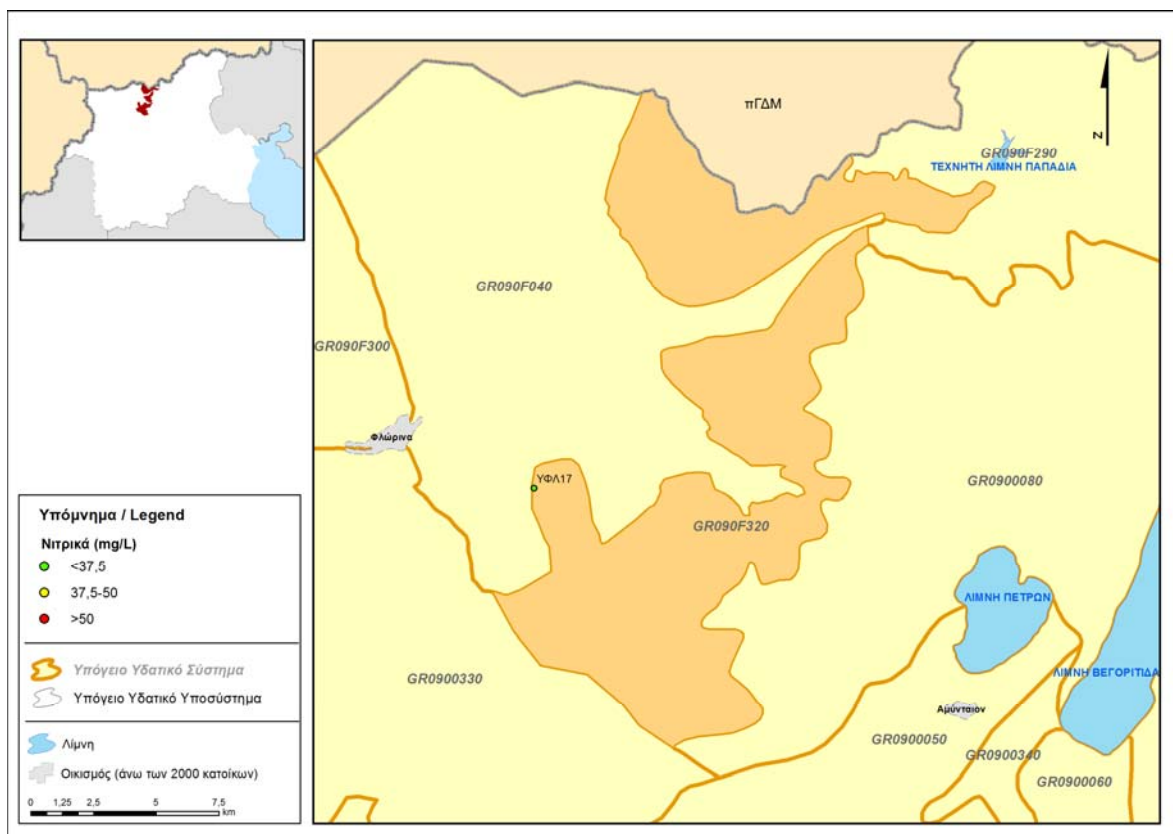 πΓΔΜ
Z
GR090F290
ΤΕΧΝΗΤΗ ΛΙΜΝΗ ΠΑΠΑΔΙΑ
GR090F040
GR090F300
Φλώρινα
ΥΦΛ17
GR0900080
GR090F320
ΛΙΜΝΗ ΠΕΤΡΩΝ
GR0900330
ΛΙΜΝΗ ΒΕΓΟΡΙΤΙΔΑ
Αμύνταιον
GR0900050
GR0900340
GR0900060
Υπόμνημα / Legend
Νιτρικά (mg/L)
<37,5
37,5-50
>50
Υπόγειο Υδατικό Σύστημα
Υπόγειο Υδατικό Υποσύστημα
Λίμνη
Οικισμός (άνω των 2000 κατοίκων)
0 1,25 2,5 5 7,5
km